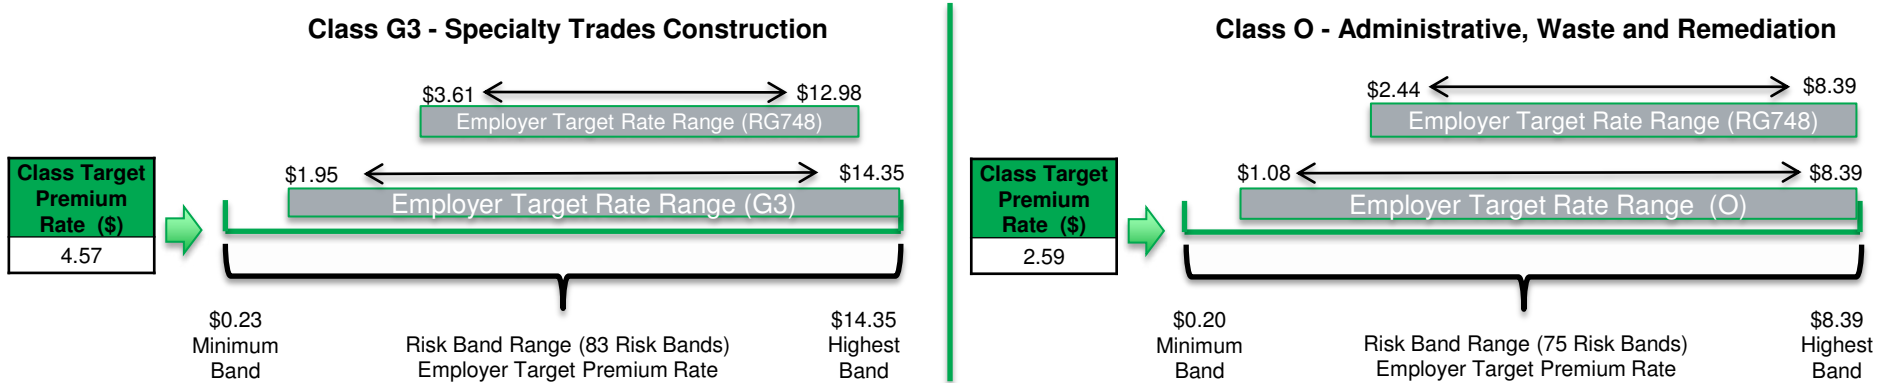 Class G3 - Specialty Trades Construction
$3.61
$12.98
Employer Target Rate Range (RG748)
$1.95
$14.35
Employer Target Rate Range (G3)
Class Target
Premium
Rate ($)
4.57
$0.23
Minimum
Band
Risk Band Range (83 Risk Bands)
Employer Target Premium Rate
$14.35
Highest
Band
Class O - Administrative, Waste and Remediation
$2.44
$8.39
Employer Target Rate Range (RG748)
$1.08
$8.39
Employer Target Rate Range (O)
Class Target
Premium
Rate ($)
2.59
$0.20
Minimum
Band
Risk Band Range (75 Risk Bands)
Employer Target Premium Rate
$8.39
Highest
Band